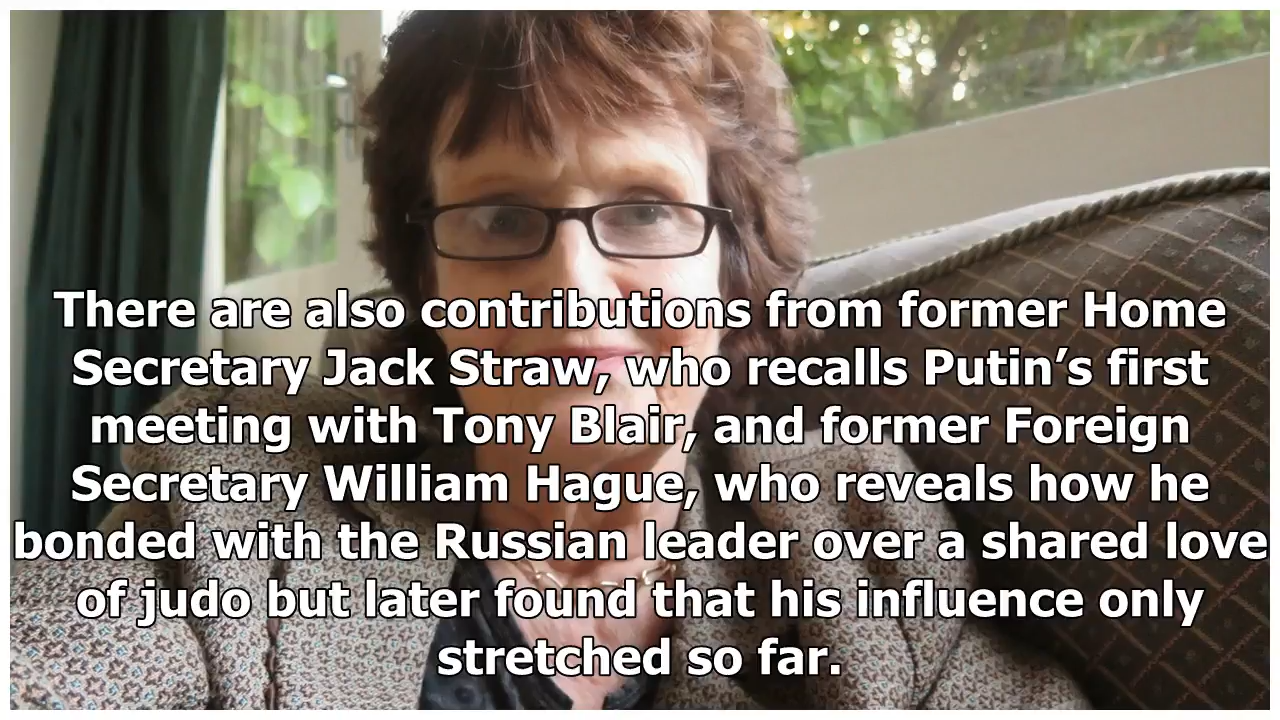 There are also contributions from former Home
Secretary Jack Straw, who recalls Putin’s first
meeting with Tony Blair, and former Foreign
Secretary William Hague, who reveals how he
bonded with the Russian leader over a shared love
of judo but later found that his influence only
stretched so far.